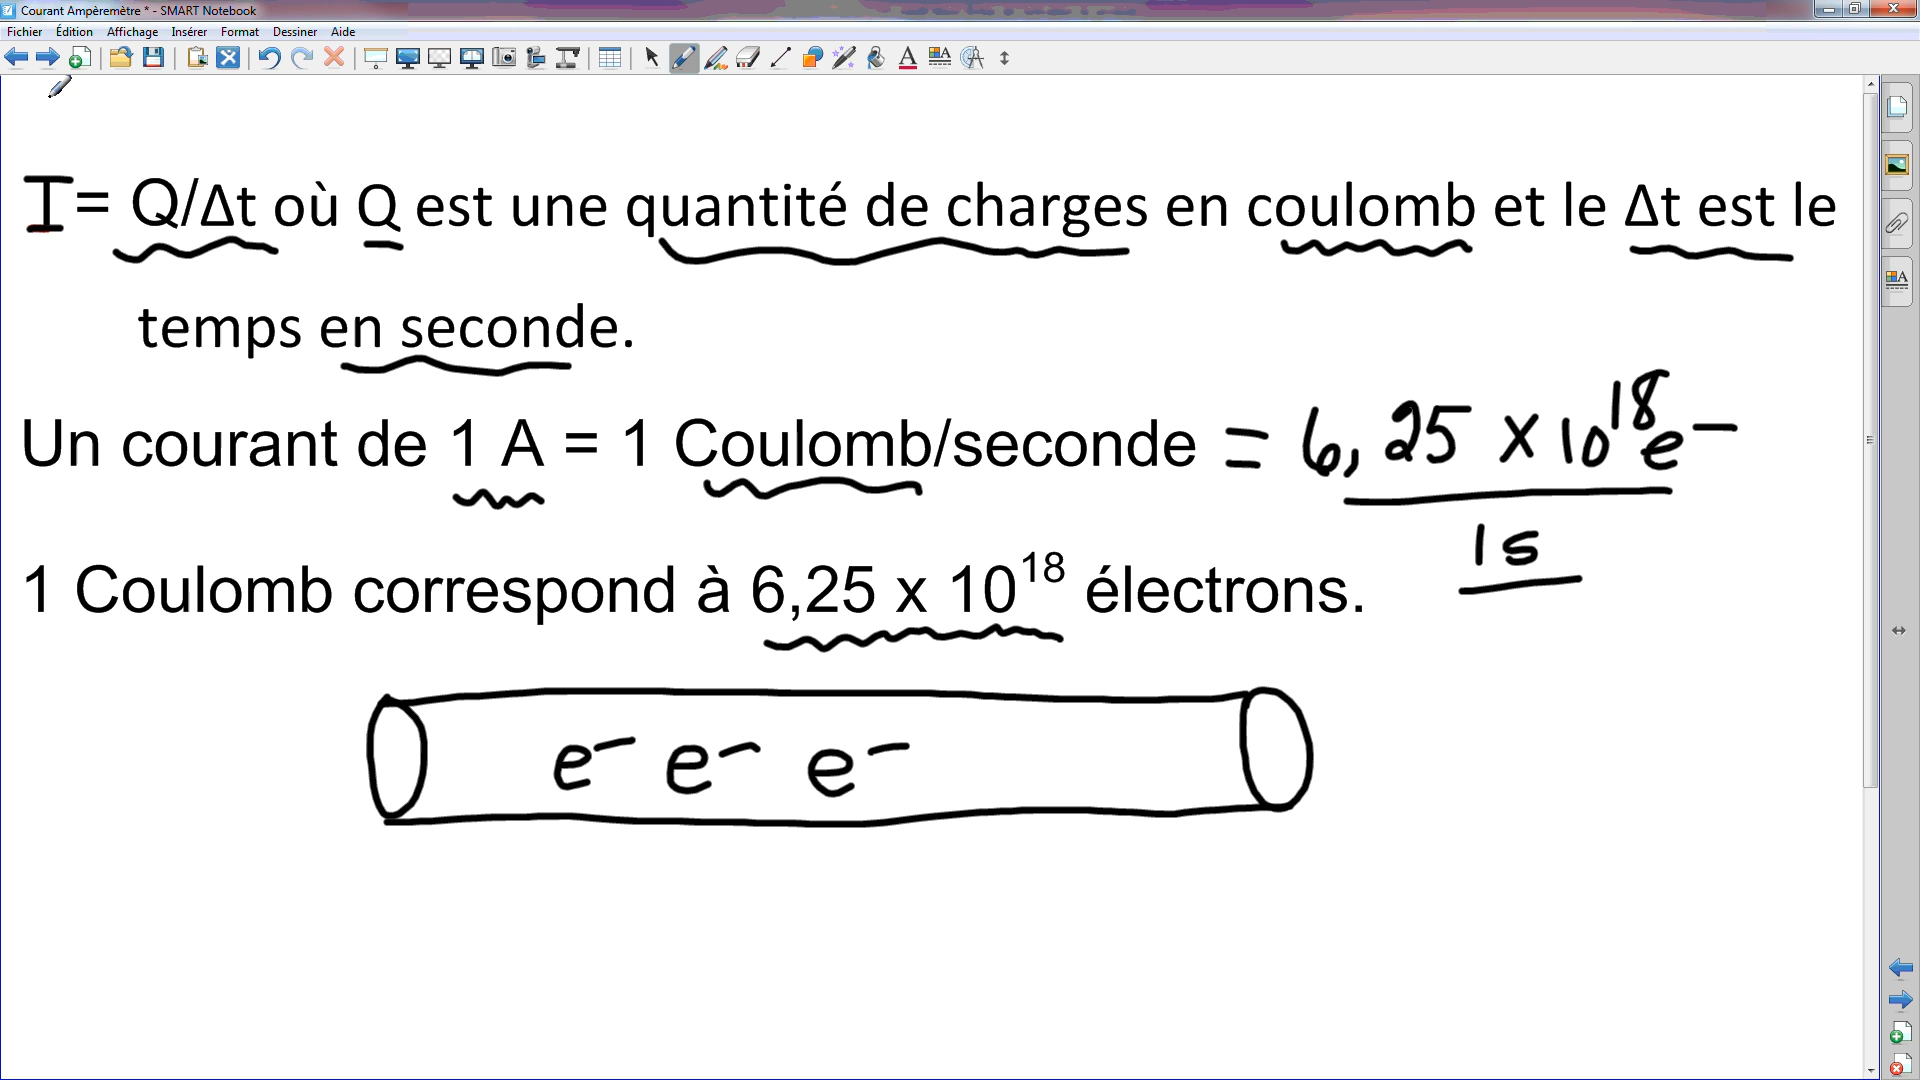 Courant Ampèremètre * - SMART Notebook
Fichier Édition Affichage Insérer Format Dessiner Aide
I = Q/Δt où Q est une quantité de charges en coulomb et le Δt est le
temps en seconde.
Un courant de 1 A = 1 Coulomb/seconde = 6,25 x 10^18 e-
1s
1 Coulomb correspond à 6,25 x 10^18 électrons.
e- e- e-